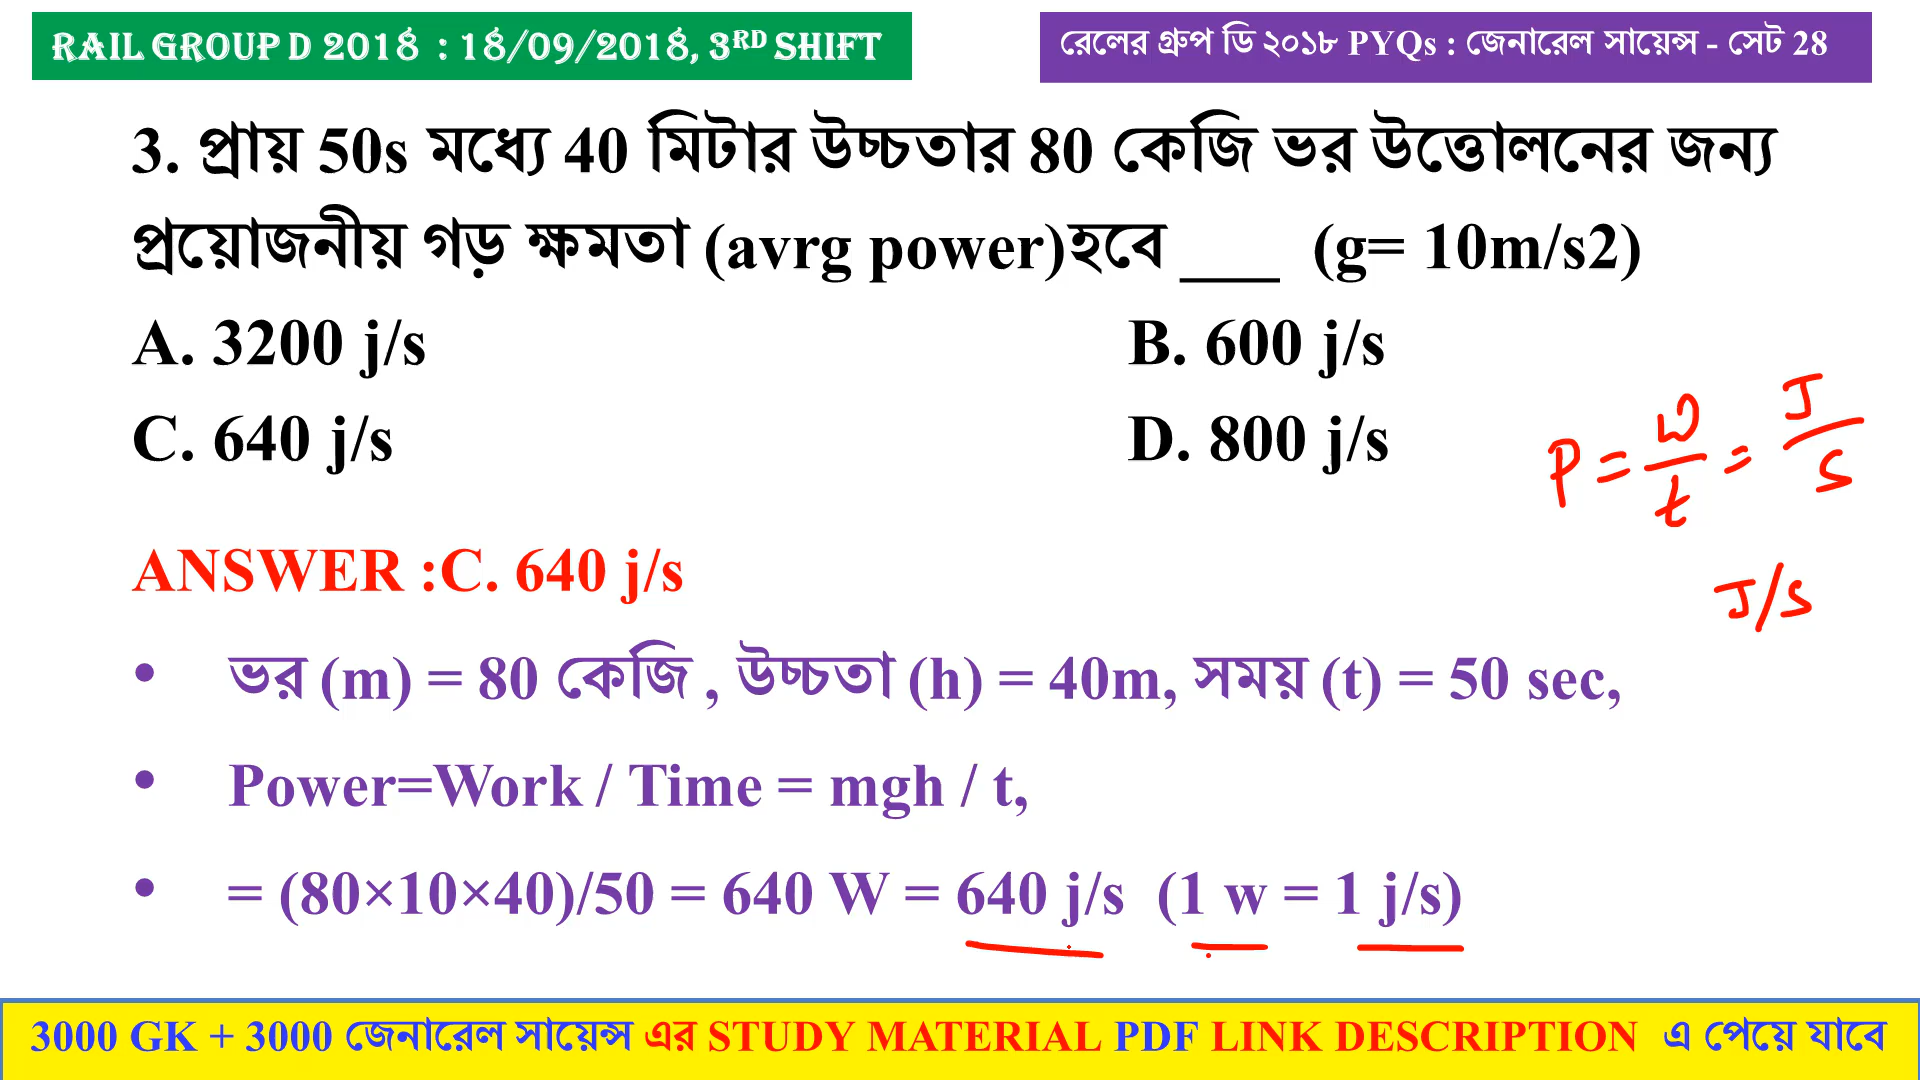 RAIL GROUP D 2018 : 18/09/2018, 3RD SHIFT
রেলের গ্রুপ ডি ২০১৮ PYQs : জেনারেল সায়েন্স - সেট 28
3. প্রায় 50s মধ্যে 40 মিটার উচ্চতার 80 কেজি ভর উত্তোলনের জন্য
প্রয়োজনীয় গড় ক্ষমতা (avrg power)হবে ___ (g= 10m/s2)
A. 3200 j/s
B. 600 j/s
C. 640 j/s
D. 800 j/s
P = W/t = J/s
J/s
ANSWER :C. 640 j/s
• ভর (m) = 80 কেজি , উচ্চতা (h) = 40m, সময় (t) = 50 sec,
• Power=Work / Time = mgh / t,
• = (80×10×40)/50 = 640 W = 640 j/s (1 w = 1 j/s)
3000 GK + 3000 জেনারেল সায়েন্স এর STUDY MATERIAL PDF LINK DESCRIPTION এ পেয়ে যাবে